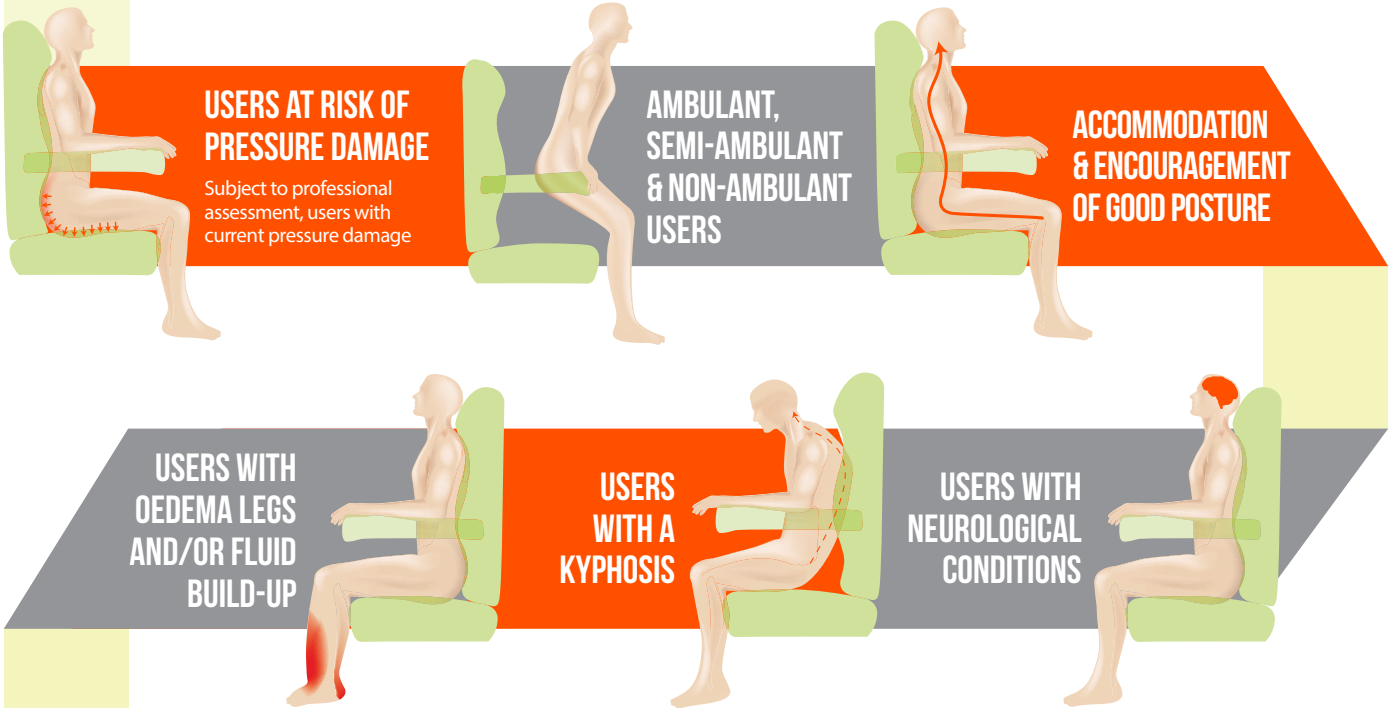 USERS AT RISK OF
PRESSURE DAMAGE
Subject to professional
assessment, users with
current pressure damage
AMBULANT,
SEMI-AMBULANT
& NON-AMBULANT
USERS
ACCOMMODATION
& ENCOURAGEMENT
OF GOOD POSTURE
USERS WITH
OEDEMA LEGS
AND/OR FLUID
BUILD-UP
USERS
WITH A
KYPHOSIS
USERS WITH
NEUROLOGICAL
CONDITIONS